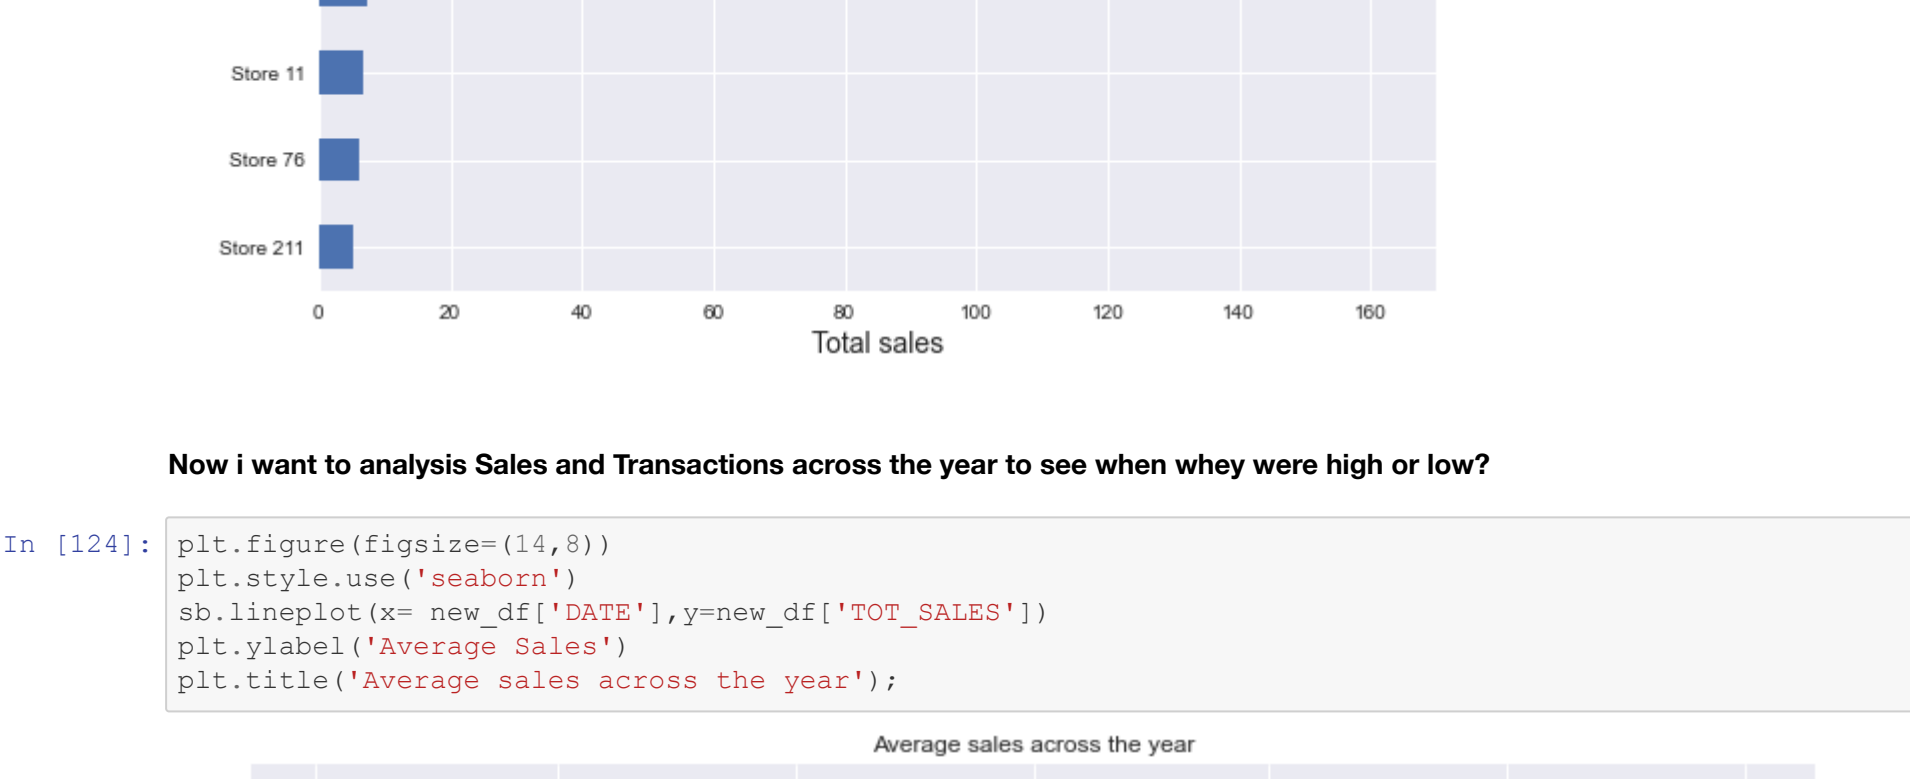 Store 11
Store 76
Store 211
0 20 40 60 80 100 120 140 160
Total sales
Now i want to analysis Sales and Transactions across the year to see when whey were high or low?
In [124]: plt.figure(figsize=(14,8))
plt.style.use('seaborn')
sb.lineplot(x= new_df['DATE'],y=new_df['TOT_SALES'])
plt.ylabel('Average Sales')
plt.title('Average sales across the year');
Average sales across the year